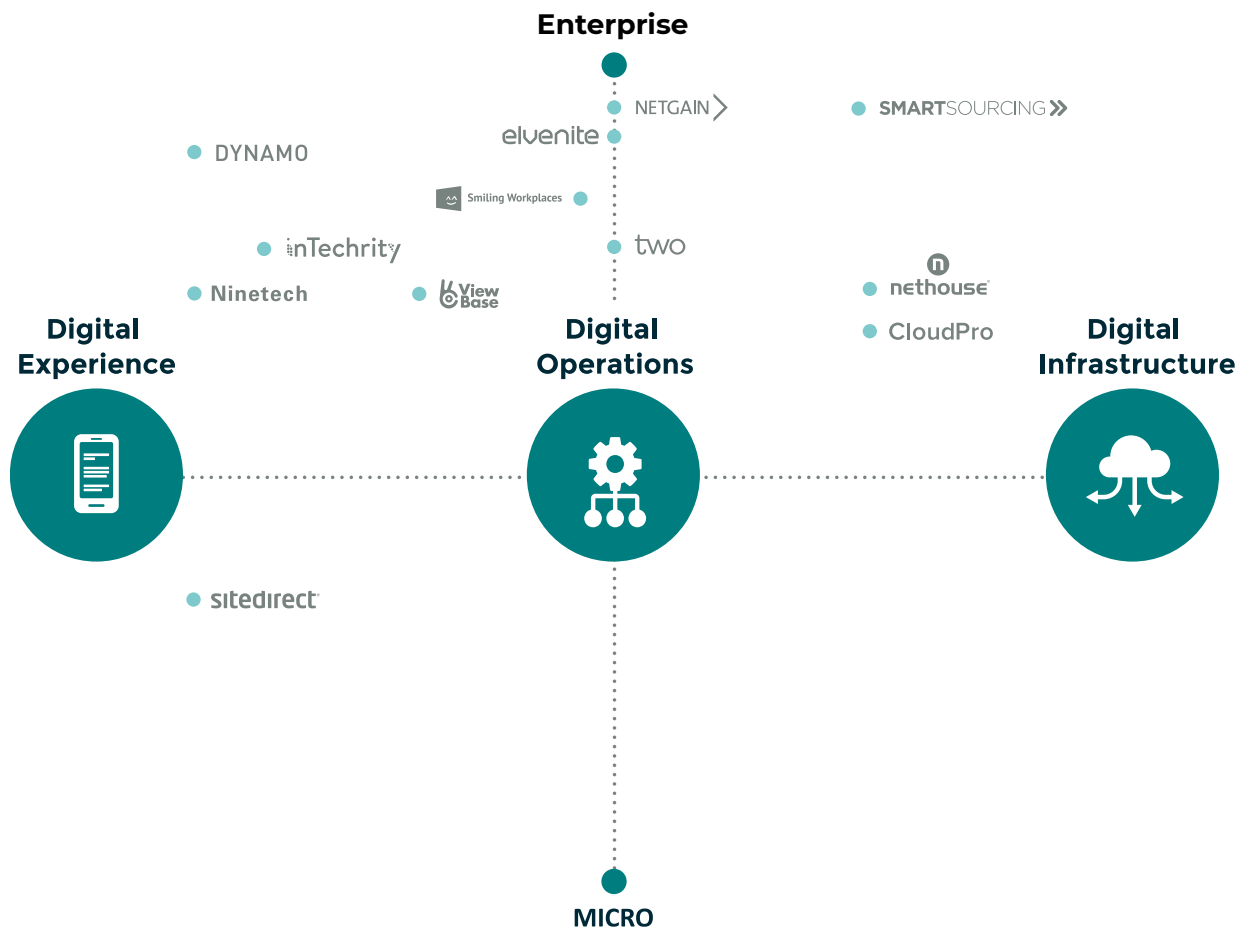 Enterprise
NETGAIN
SMARTSOURCING
elvenite
DYNAMO
Smiling Workplaces
two
inTechrity
nethouse
Ninetech
View
Base
CloudPro
Digital
Experience
Digital
Operations
Digital
Infrastructure
sitedirect
MICRO